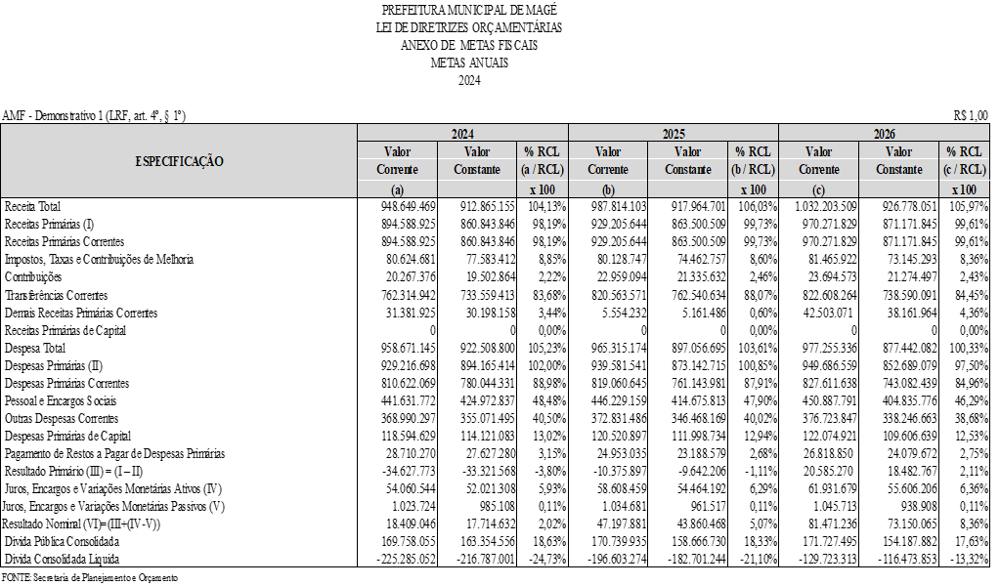 PREFEITURA MUNICIPAL DE MAGÉ
LEI DE DIRETRIZES ORÇAMENTÁRIAS
ANEXO DE METAS FISCAIS
METAS ANUAIS
2024
AMF - Demonstrativo 1 (LRF, art. 4º, § 1º) R$ 1,00
ESPECIFICAÇÃO 2024 2025 2026
Valor Valor % RCL Valor Valor % RCL Valor Valor % RCL
Corrente Constante (a / RCL) Corrente Constante (b / RCL) Corrente Constante (c / RCL)
(a) x 100 (b) x 100 (c) x 100
Receita Total 948.649.469 912.865.155 104,13% 987.814.103 917.964.701 106,03% 1.032.203.509 926.778.051 105,97%
Receitas Primárias (I) 894.588.925 860.843.846 98,19% 929.205.644 863.500.509 99,73% 970.271.829 871.171.845 99,61%
Receitas Primárias Correntes 894.588.925 860.843.846 98,19% 929.205.644 863.500.509 99,73% 970.271.829 871.171.845 99,61%
Impostos, Taxas e Contribuições de Melhoria 80.624.681 77.583.412 8,85% 80.128.747 74.462.757 8,60% 81.465.922 73.145.293 8,36%
Contribuições 20.267.376 19.502.864 2,22% 22.959.094 21.335.632 2,46% 23.694.573 21.274.497 2,43%
Transferências Correntes 762.314.942 733.559.413 83,68% 820.563.571 762.540.634 88,07% 822.608.264 738.590.091 84,45%
Demais Receitas Primárias Correntes 31.381.925 30.198.158 3,44% 5.554.232 5.161.486 0,60% 42.503.071 38.161.964 4,36%
Receitas Primárias de Capital 0 0 0,00% 0 0 0,00% 0 0 0,00%
Despesa Total 958.671.145 922.508.800 105,23% 965.315.174 897.056.695 103,61% 977.255.336 877.442.082 100,33%
Despesas Primárias (II) 929.216.698 894.165.414 102,00% 939.581.541 873.142.715 100,85% 949.686.559 852.689.079 97,50%
Despesas Primárias Correntes 810.622.069 780.044.331 88,98% 819.060.645 761.143.981 87,91% 827.611.638 743.082.439 84,96%
Pessoal e Encargos Sociais 441.631.772 424.972.837 48,48% 446.229.159 414.675.813 47,90% 450.887.791 404.835.776 46,29%
Outras Despesas Correntes 368.990.297 355.071.495 40,50% 372.831.486 346.468.169 40,02% 376.723.847 338.246.663 38,68%
Despesas Primárias de Capital 118.594.629 114.121.083 13,02% 120.520.897 111.998.734 12,94% 122.074.921 109.606.639 12,53%
Pagamento de Restos a Pagar de Despesas Primárias 28.710.270 27.627.280 3,15% 24.953.035 23.188.579 2,68% 26.818.850 24.079.672 2,75%
Resultado Primário (III) = (I – II) -34.627.773 -33.321.568 -3,80% -10.375.897 -9.642.206 -1,11% 20.585.270 18.482.767 2,11%
Juros, Encargos e Variações Monetárias Ativos (IV) 54.060.544 52.021.308 5,93% 58.608.459 54.464.192 6,29% 61.931.679 55.606.206 6,36%
Juros, Encargos e Variações Monetárias Passivos (V) 1.023.724 985.108 0,11% 1.034.681 961.517 0,11% 1.045.713 938.908 0,11%
Resultado Nominal (VI)=(III+(IV-V)) 18.409.046 17.714.632 2,02% 47.197.881 43.860.468 5,07% 81.471.236 73.150.065 8,36%
Dívida Pública Consolidada 169.758.055 163.354.556 18,63% 170.739.935 158.666.730 18,33% 171.727.495 154.187.882 17,63%
Dívida Consolidada Líquida -225.285.052 -216.787.001 -24,73% -196.603.274 -182.701.244 -21,10% -129.723.313 -116.473.853 -13,32%
FONTE: Secretaria de Planejamento e Orçamento